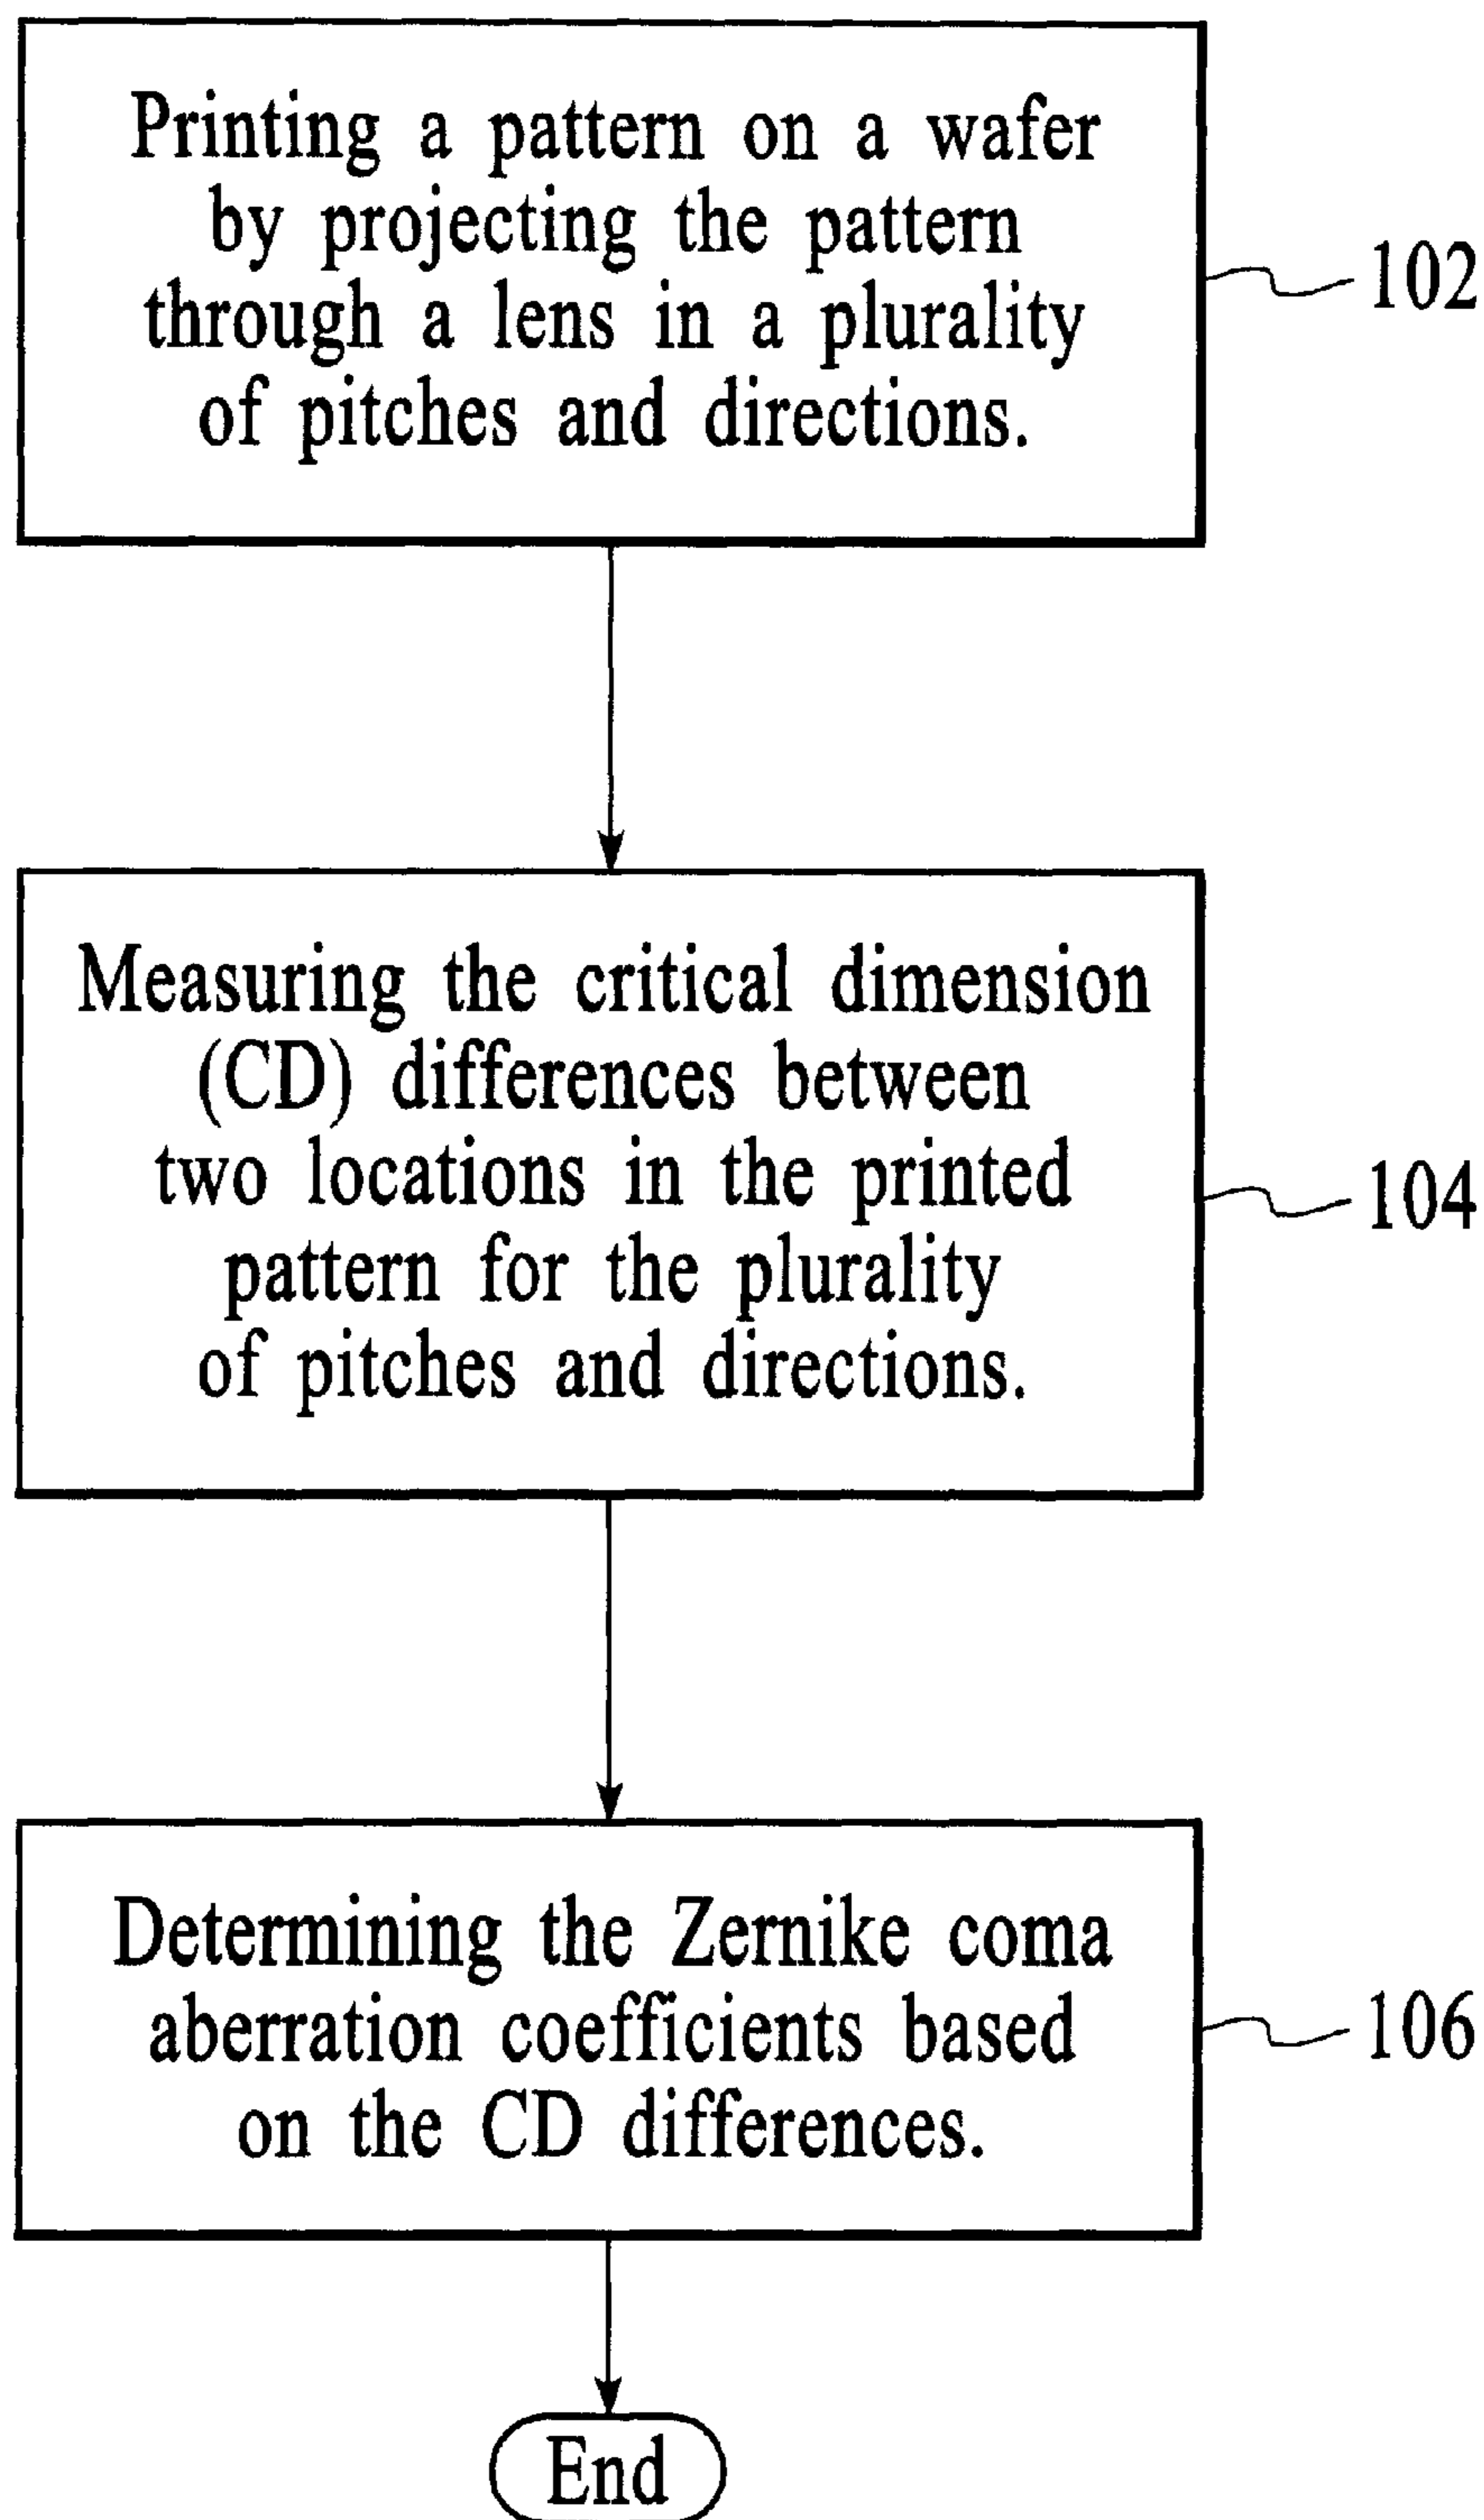 Printing a pattern on a wafer
by projecting the pattern
through a lens in a plurality
of pitches and directions.
102
Measuring the critical dimension
(CD) differences between
two locations in the printed
pattern for the plurality
of pitches and directions.
104
Determining the Zernike coma
aberration coefficients based
on the CD differences.
106
End